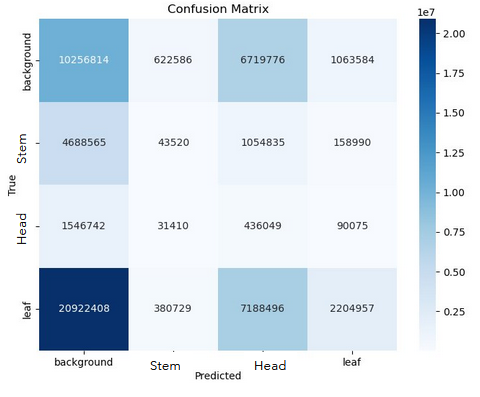 Confusion Matrix
1e7
background 10256814 622586 6719776 1063584
Stem 4688565 43520 1054835 158990
Head 1546742 31410 436049 90075
leaf 20922408 380729 7188496 2204957
True
background Stem Head leaf
Predicted
2.00
1.75
1.50
1.25
1.00
0.75
0.50
0.25